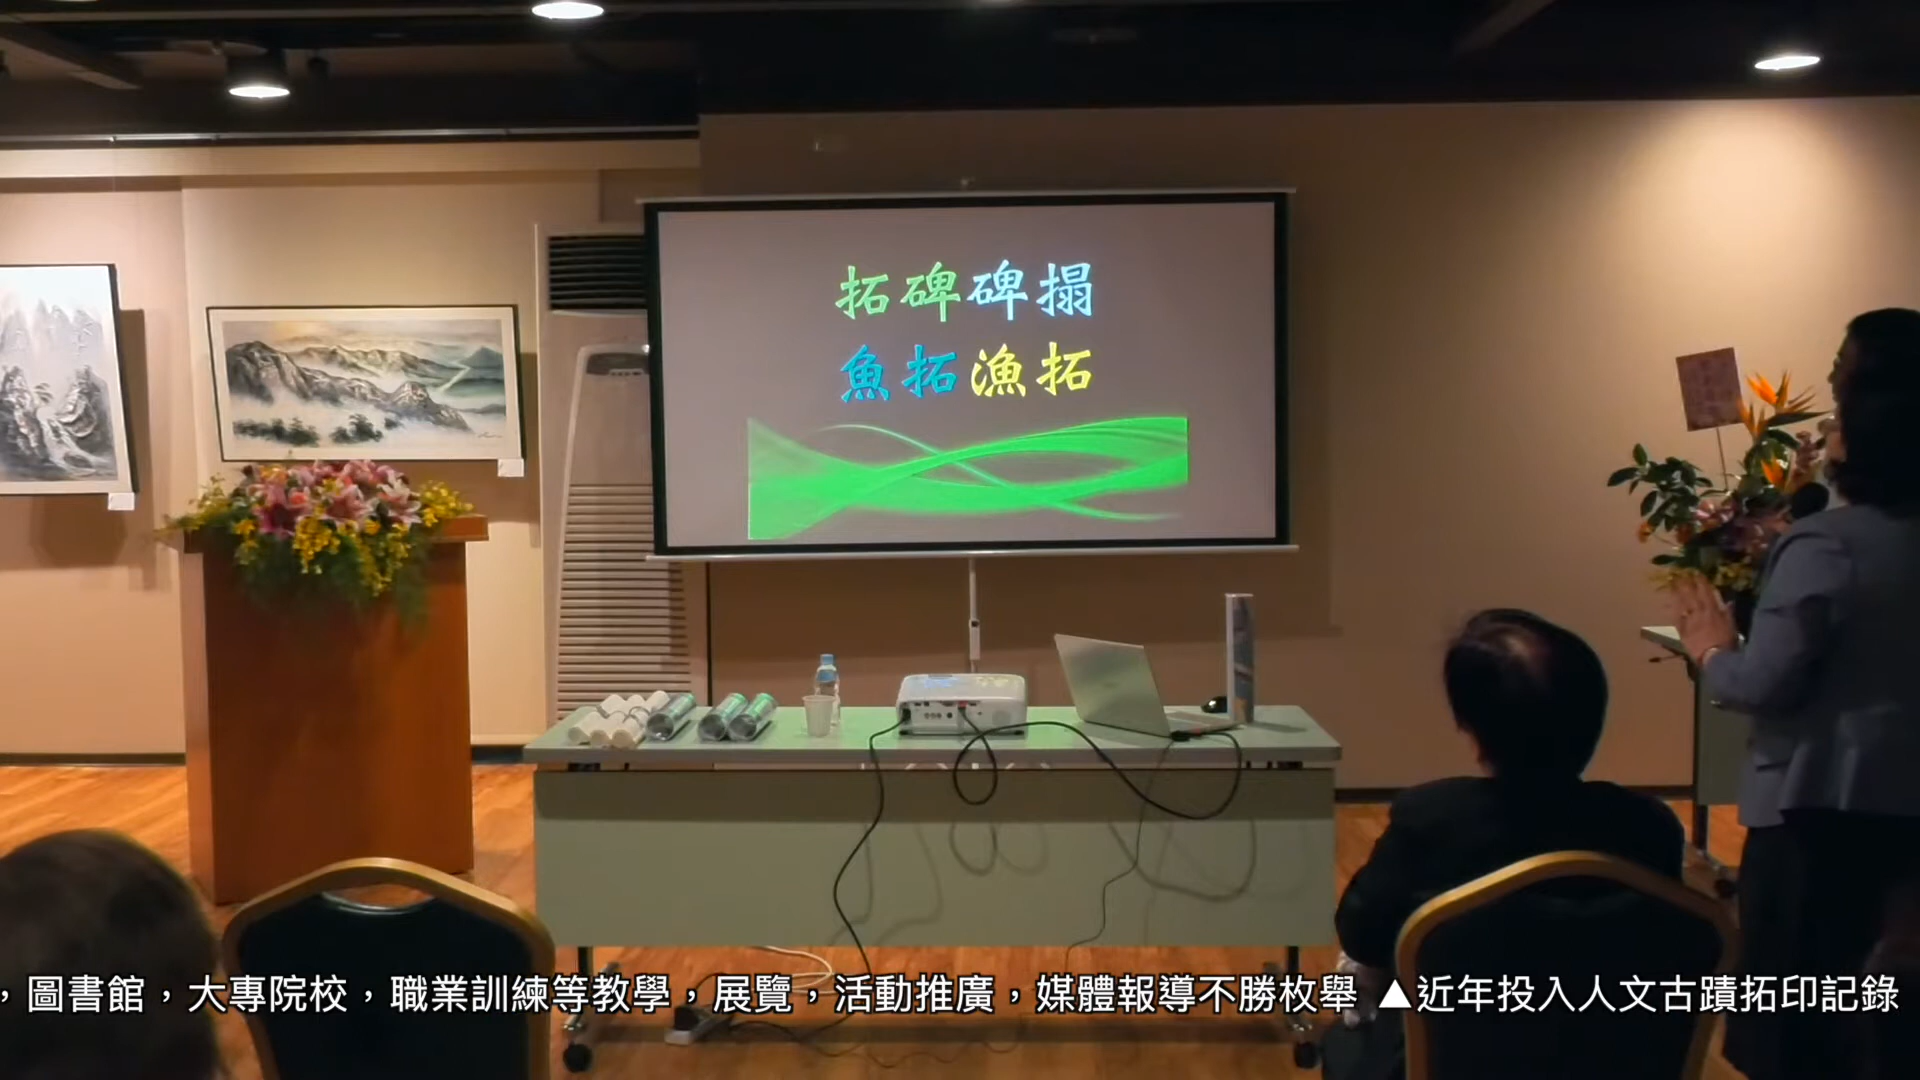 拓碑碑搨
魚拓漁拓
，圖書館，大專院校，職業訓練等教學，展覽，活動推廣，媒體報導不勝枚舉 ▲近年投入人文古蹟拓印記錄